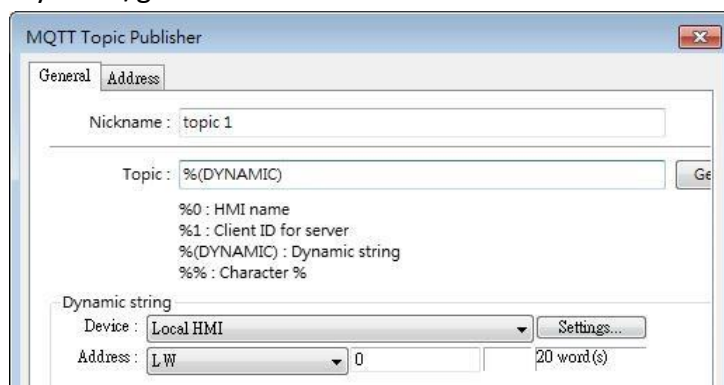 MQTT Topic Publisher
General Address
Nickname : topic 1
Topic : %(DYNAMIC)
%0 : HMI name
%1 : Client ID for server
%(DYNAMIC) : Dynamic string
%% : Character %
Dynamic string
Device : Local HMI Settings...
Address : LW 0 20 word(s)